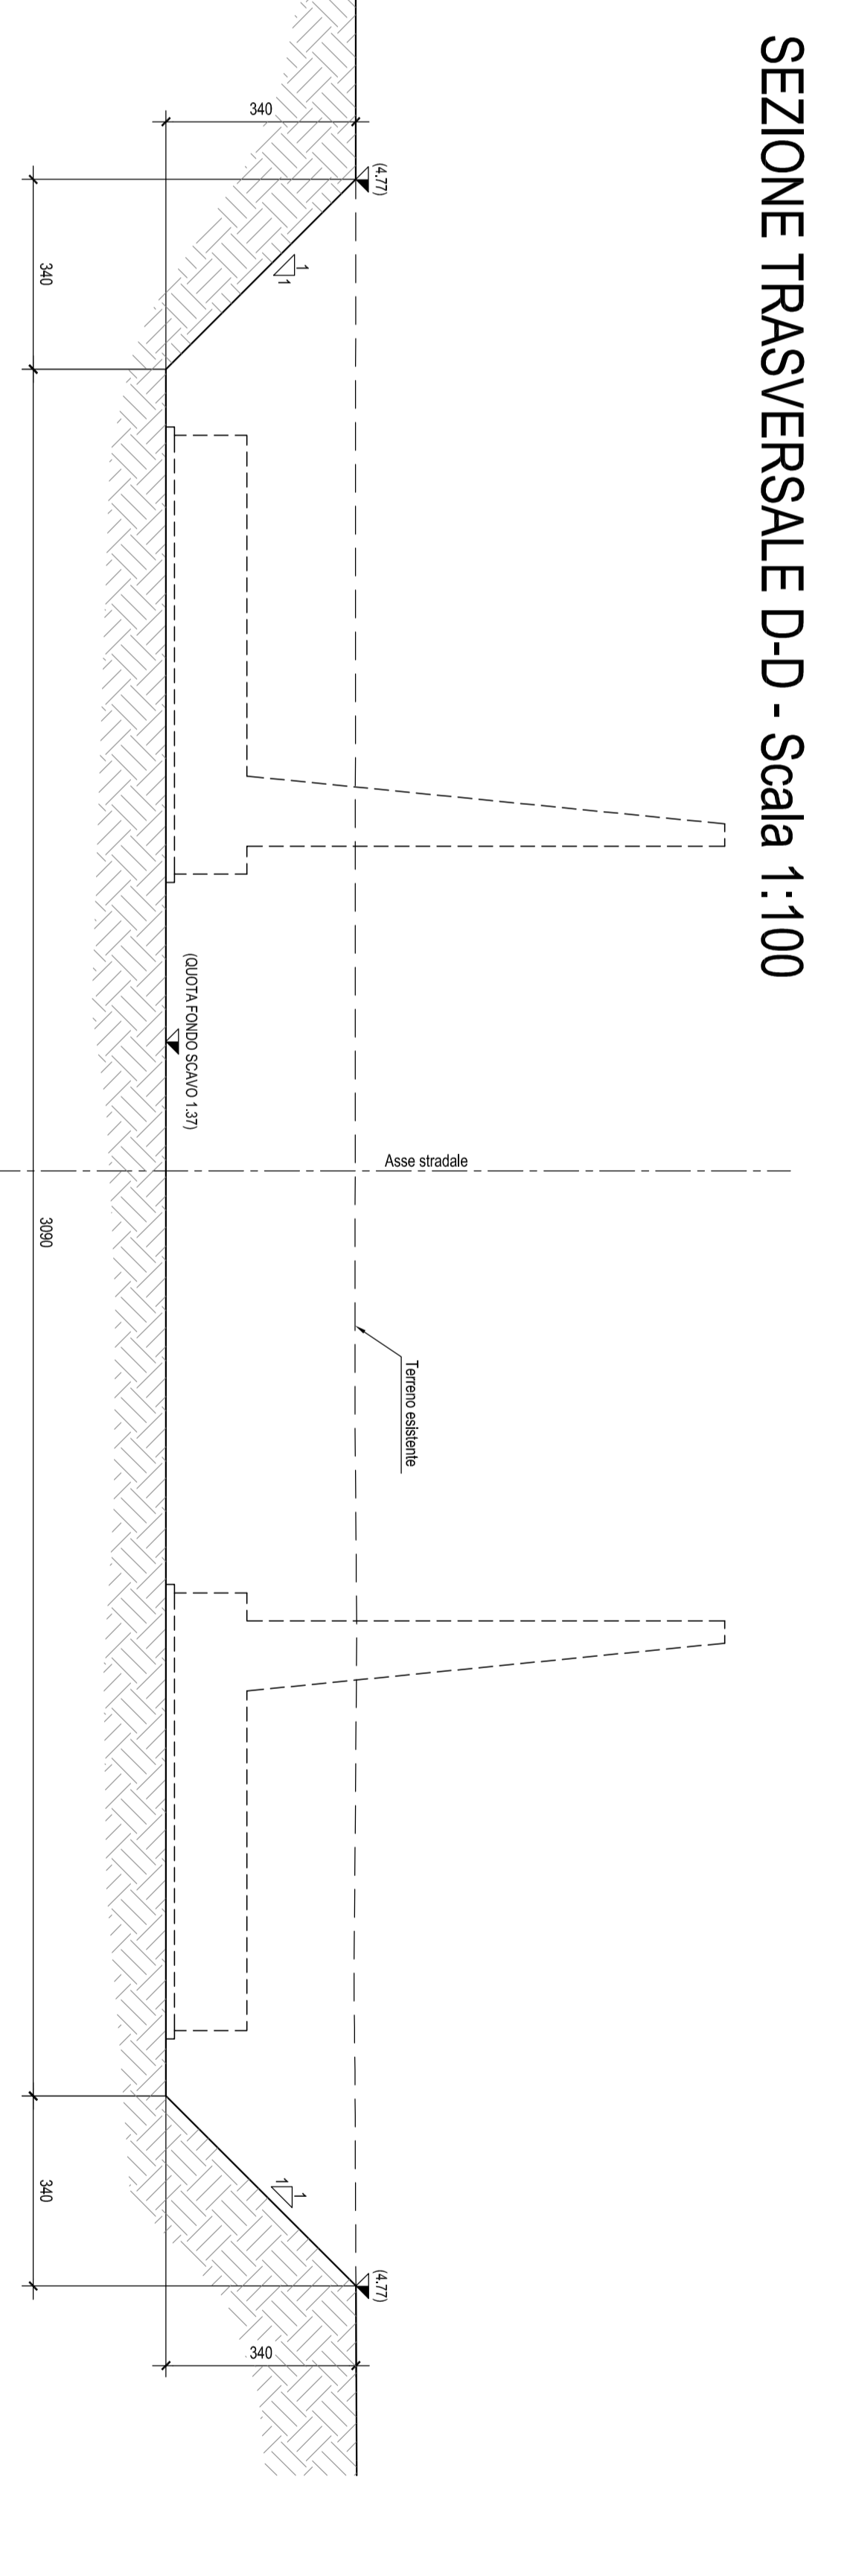 SEZIONE TRASVERSALE D-D - Scala 1:100
340
(4.77)
1
1
340
(QUOTA FONDO SCAVO 1.37)
Asse stradale
3090
Terreno esistente
1
1
340
(4.77)
340